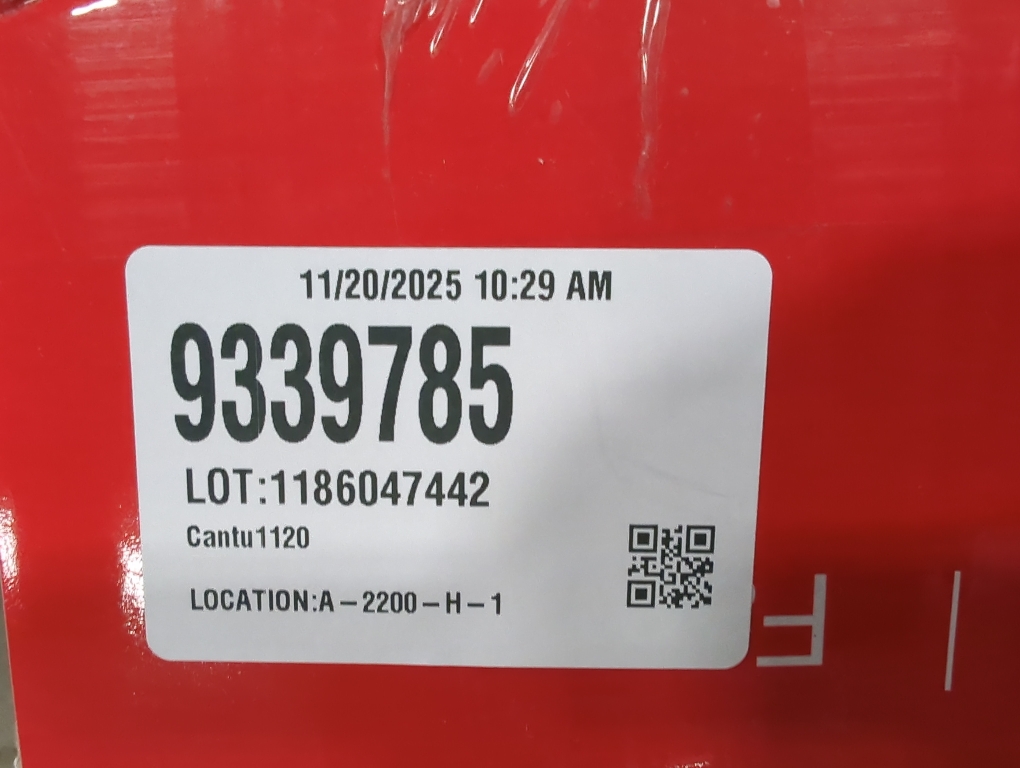 11/20/2025 10:29 AM
9339785
LOT:1186047442
Cantu1120
LOCATION:A-2200-H-1
F